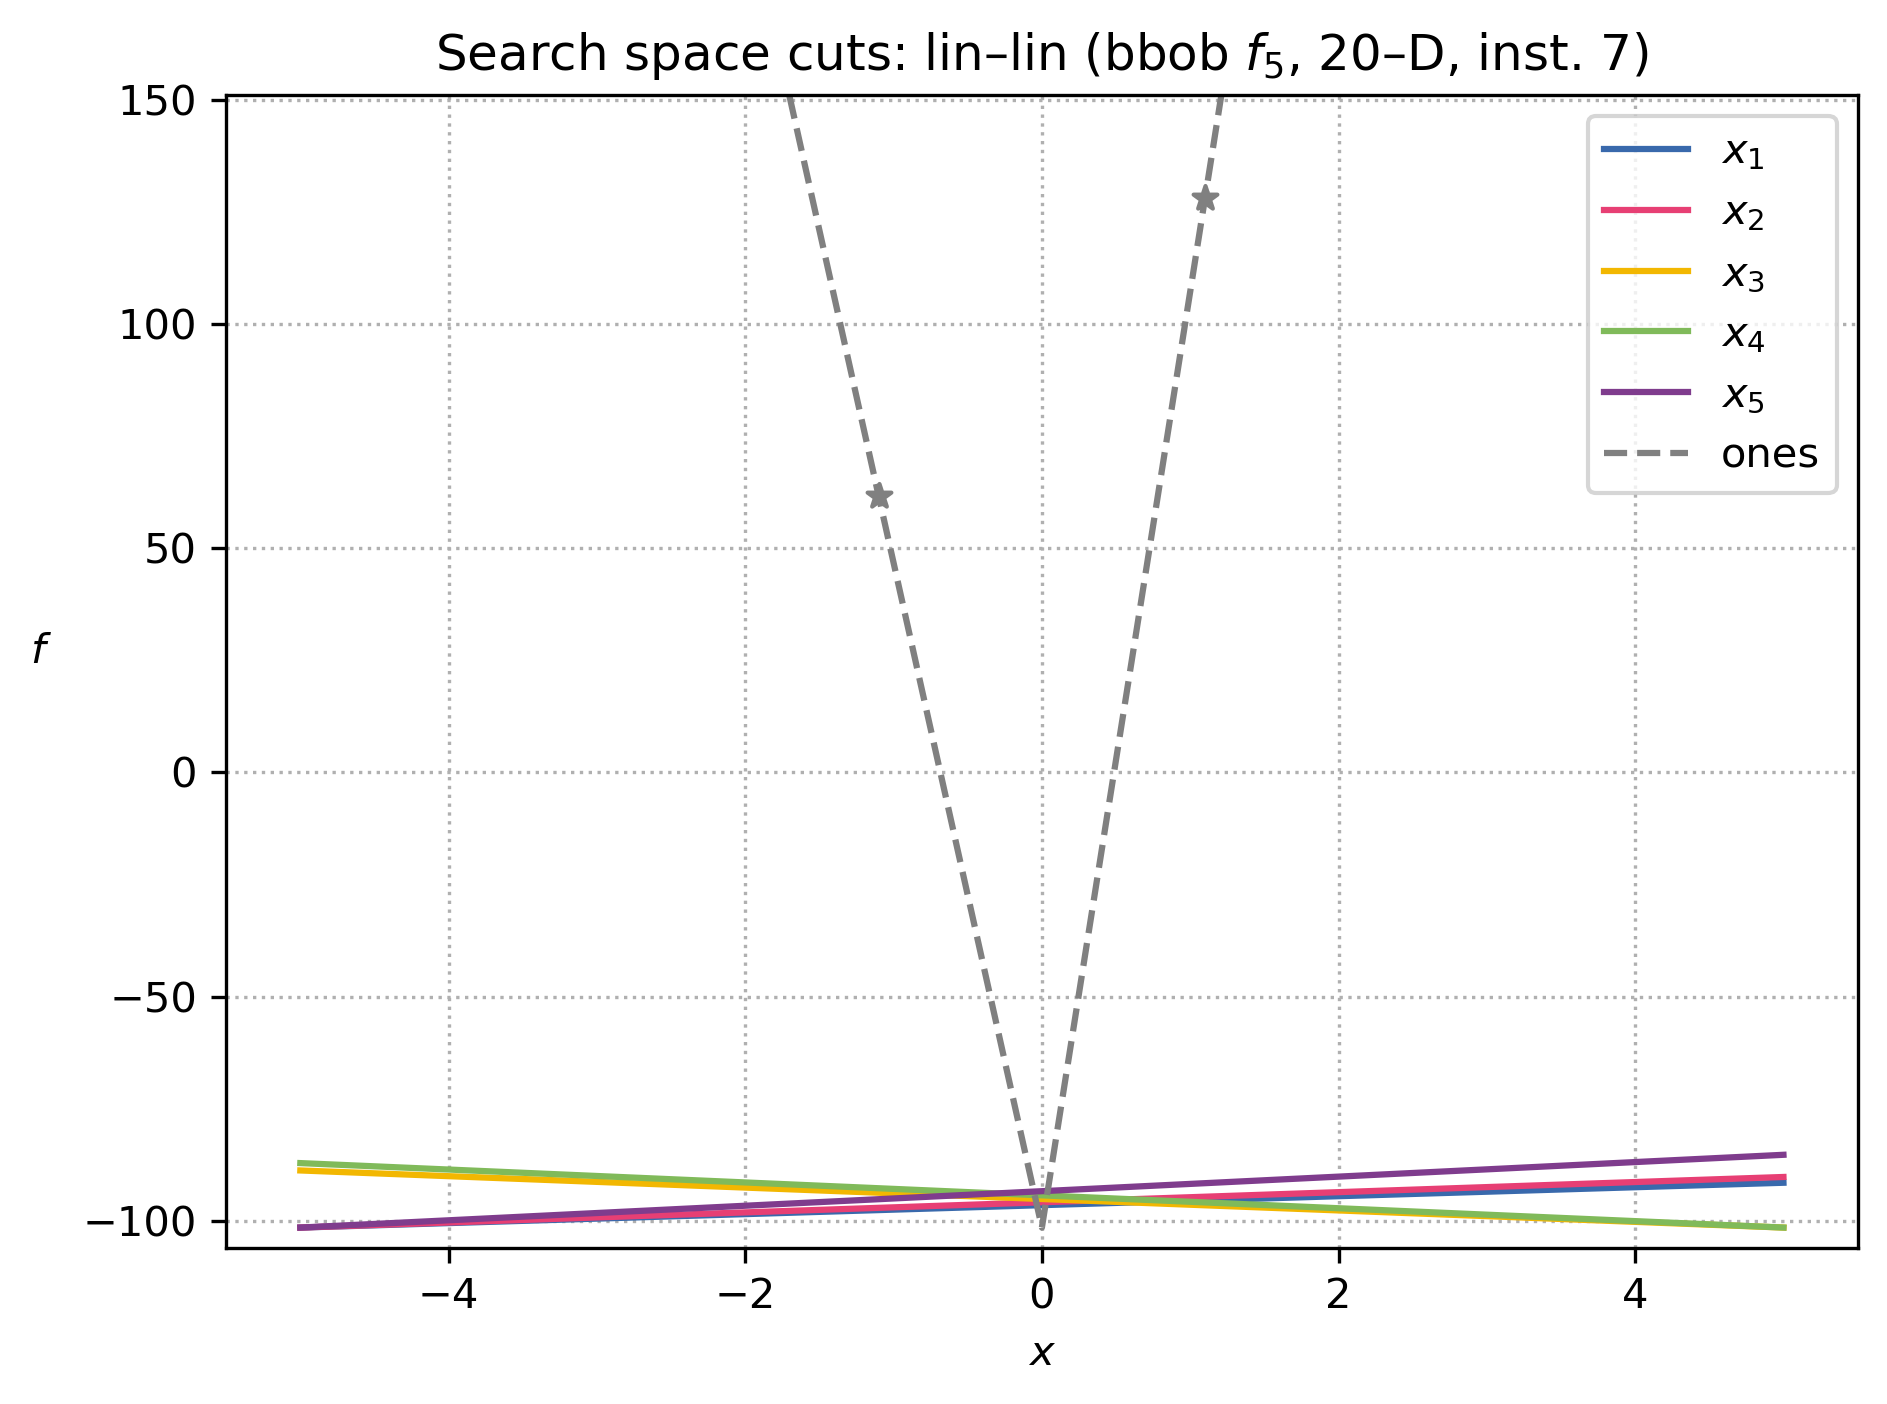 Search space cuts: lin–lin (bbob f₅, 20–D, inst. 7)
150
100
50
0
−50
−100
f
−4
−2
0
2
4
x
x₁
x₂
x₃
x₄
x₅
ones